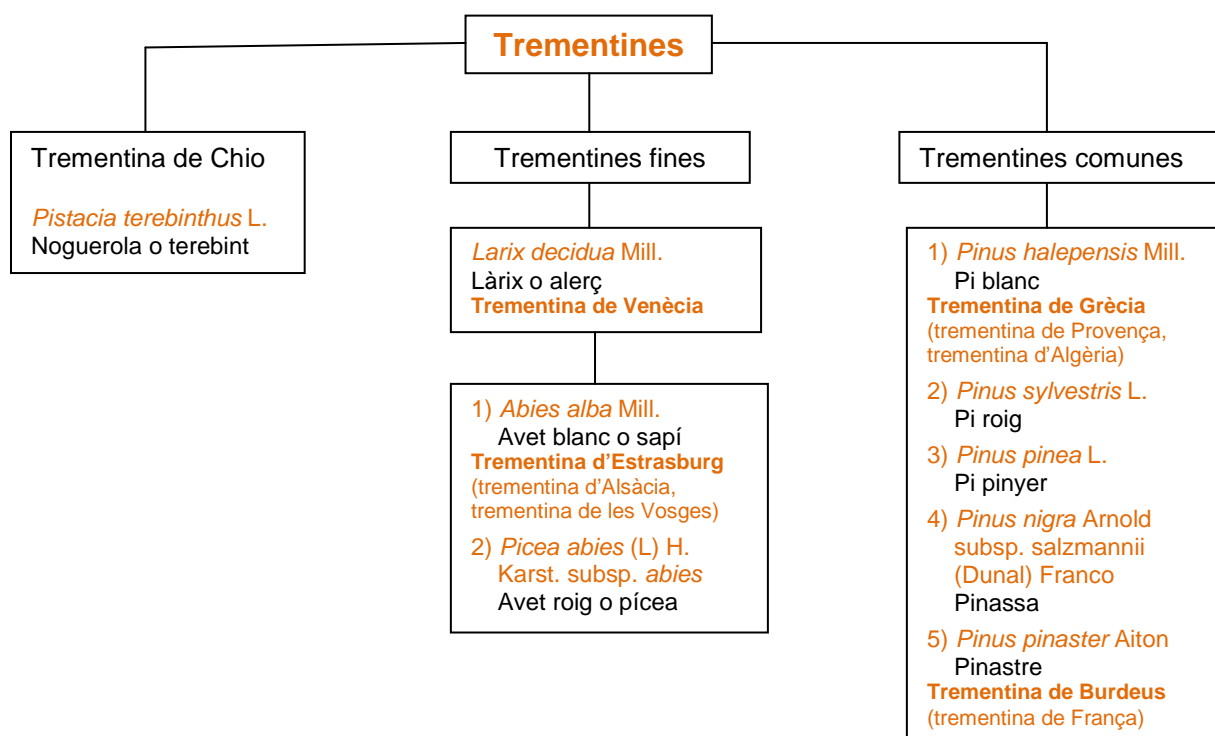 Trementines
Trementina de Chio
Pistacia terebinthus L.
Noguerola o terebint
Trementines fines
Larix decidua Mill.
Làrix o alerç
Trementina de Venècia
1) Abies alba Mill.
Avet blanc o sapí
Trementina d’Estrasburg
(trementina d’Alsàcia,
trementina de les Vosges)
2) Picea abies (L) H.
Karst. subsp. abies
Avet roig o pícea
Trementines comunes
1) Pinus halepensis Mill.
Pi blanc
Trementina de Grècia
(trementina de Provença,
trementina d’Algèria)
2) Pinus sylvestris L.
Pi roig
3) Pinus pinea L.
Pi pinyer
4) Pinus nigra Arnold
subsp. salzmannii
(Dunal) Franco
Pinassa
5) Pinus pinaster Aiton
Pinastre
Trementina de Burdeus
(trementina de França)